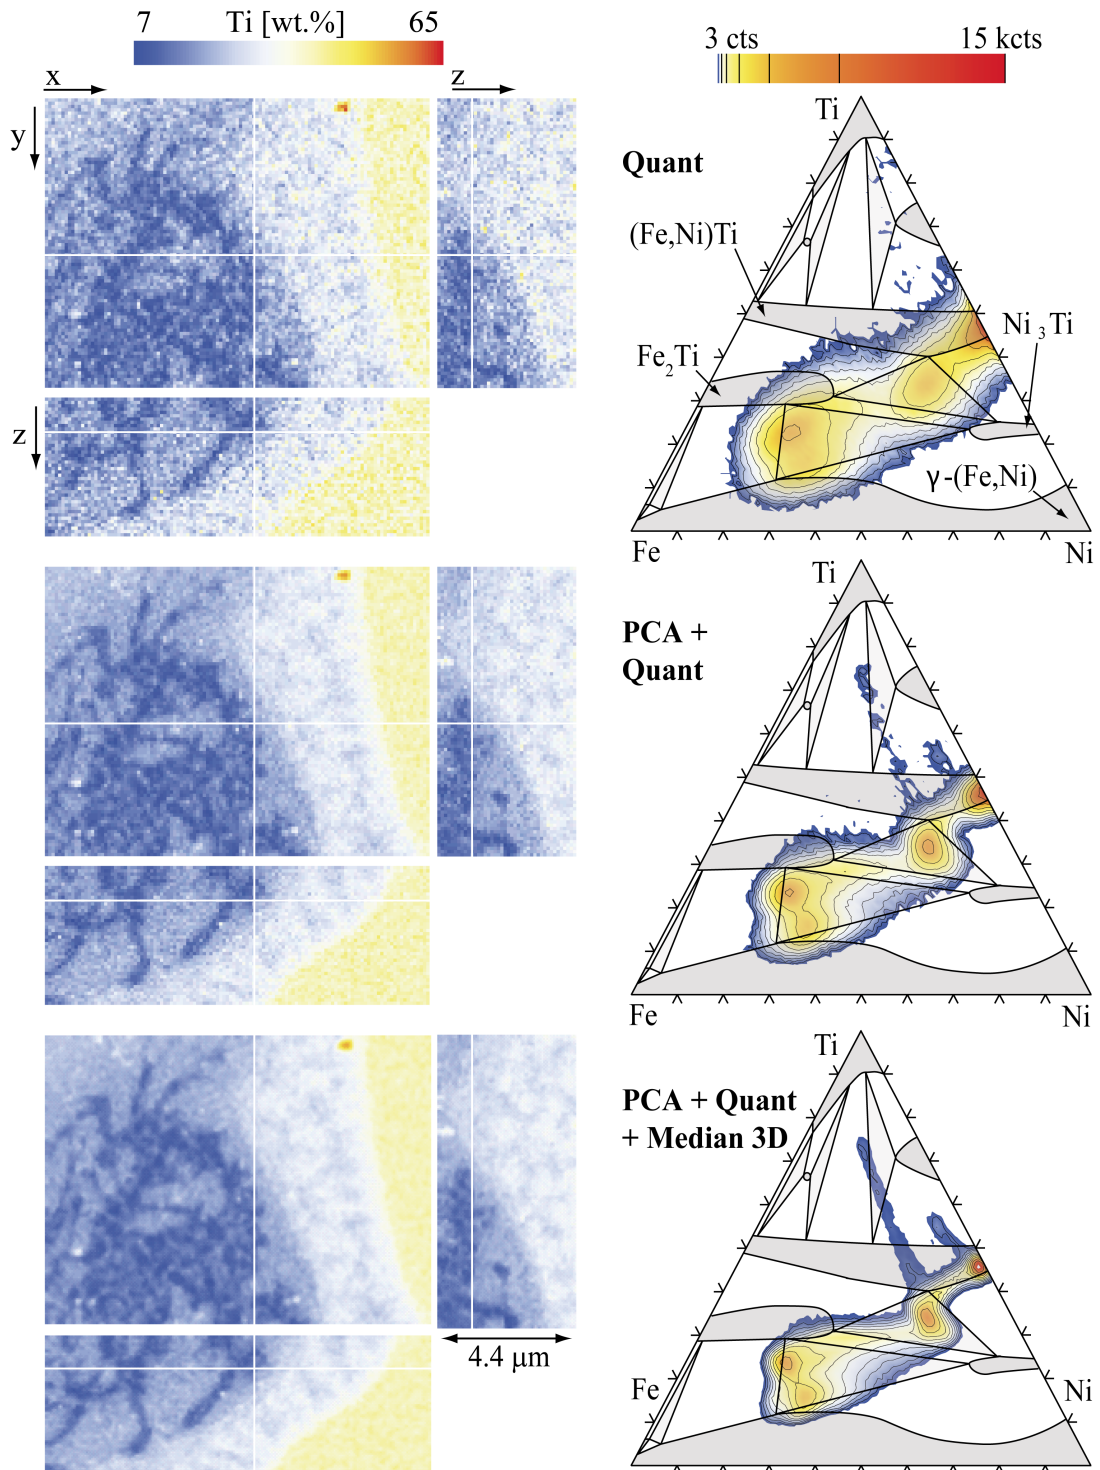 7 Ti [wt.%] 65
x
z
y
z
3 cts 15 kcts
Ti
Quant
(Fe,Ni)Ti
Ni3Ti
Fe2Ti
γ-(Fe,Ni)
Fe Ni
Ti
PCA +
Quant
Fe Ni
Ti
PCA + Quant
+ Median 3D
4.4 μm
Fe Ni